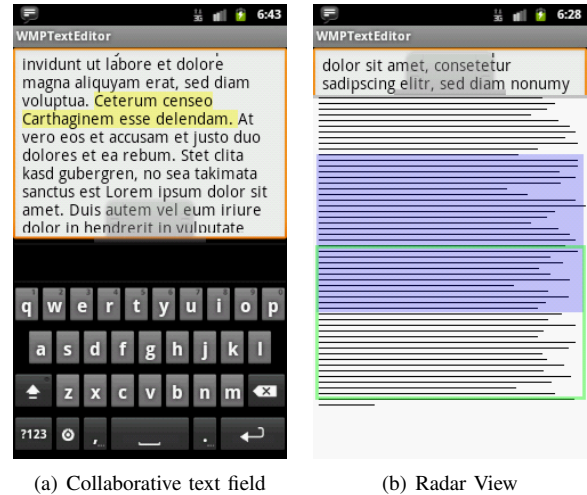 6:43
WMPTextEditor
invidunt ut labore et dolore
magna aliquyam erat, sed diam
voluptua. Ceterum censeo
Carthaginem esse delendam. At
vero eos et accusam et justo duo
dolores et ea rebum. Stet clita
kasd gubergren, no sea takimata
sanctus est Lorem ipsum dolor sit
amet. Duis autem vel eum iriure
dolor in hendrerit in vulputate
q w e r t y u i o p
a s d f g h j k l
z x c v b n m
?123 , .
(a) Collaborative text field
6:28
WMPTextEditor
dolor sit amet, consetetur
sadipscing elitr, sed diam nonumy
(b) Radar View